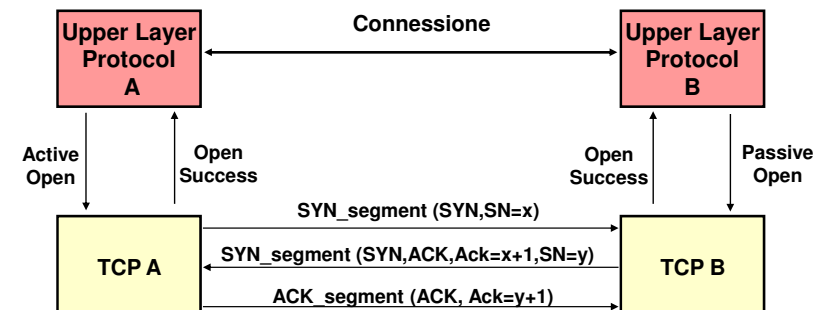 Connessione
Upper Layer
Protocol
A
Upper Layer
Protocol
B
Active
Open
Open
Success
Open
Success
Passive
Open
SYN_segment (SYN,SN=x)
SYN_segment (SYN,ACK,Ack=x+1,SN=y)
ACK_segment (ACK, Ack=y+1)
TCP A
TCP B